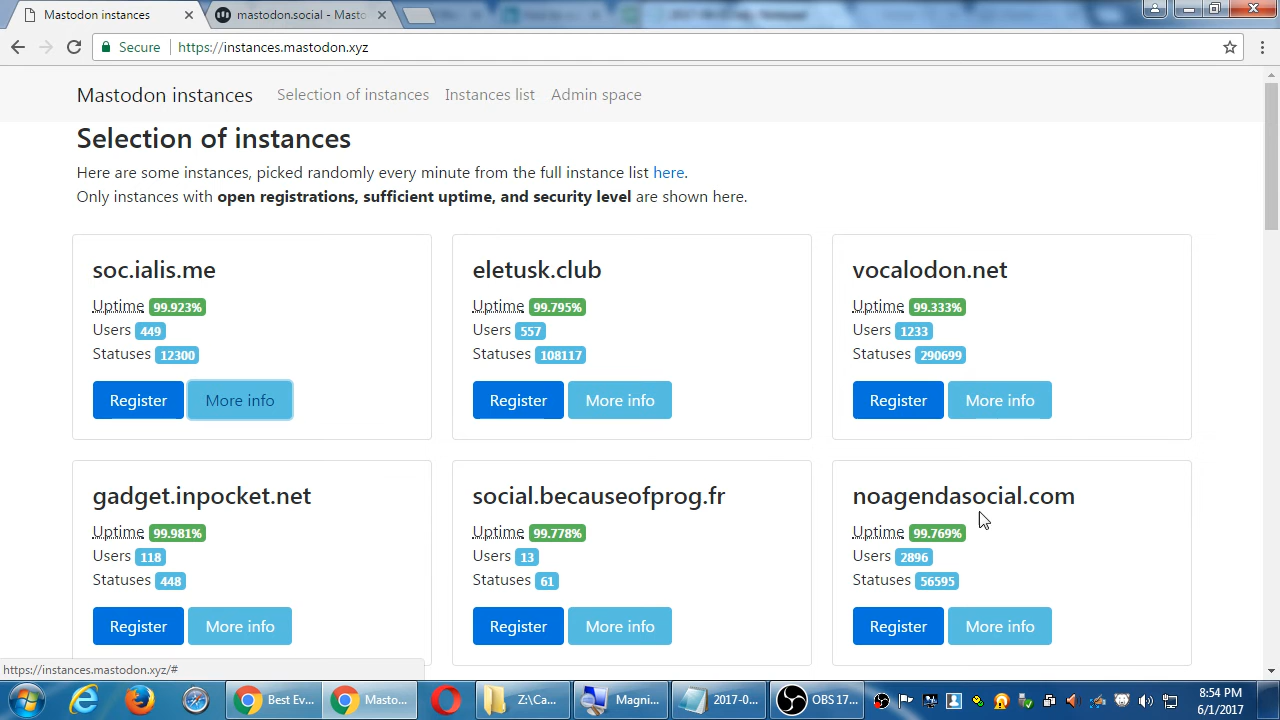 Mastodon instances
mastodon.social - Masto
Secure https://instances.mastodon.xyz
Mastodon instances Selection of instances Instances list Admin space
Selection of instances
Here are some instances, picked randomly every minute from the full instance list here.
Only instances with open registrations, sufficient uptime, and security level are shown here.
soc.ialis.me
Uptime 99.923%
Users 449
Statuses 12300
Register More info
eletusk.club
Uptime 99.795%
Users 557
Statuses 108117
Register More info
vocalodon.net
Uptime 99.333%
Users 1233
Statuses 290699
Register More info
gadget.inpocket.net
Uptime 99.981%
Users 118
Statuses 448
Register More info
social.becauseofprog.fr
Uptime 99.778%
Users 13
Statuses 61
Register More info
noagendasocial.com
Uptime 99.769%
Users 2896
Statuses 56595
Register More info
https://instances.mastodon.xyz/#
Best Ev... Masto... Z:\Ca... Magni... 2017-0... OBS 17....
8:54 PM
6/1/2017